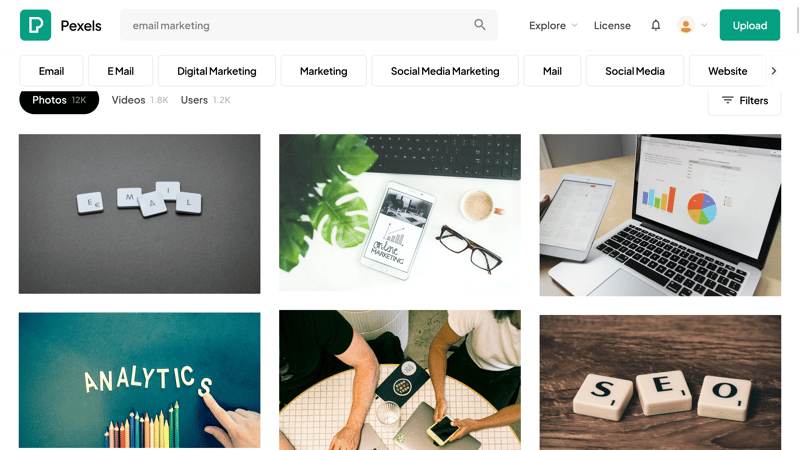 Pexels
email marketing
Explore
License
Upload
Email
E Mail
Digital Marketing
Marketing
Social Media Marketing
Mail
Social Media
Website
Photos 12K
Videos 1.8K
Users 1.2K
Filters
E M A I L
online
MARKETING
ANALYTICS
S E O